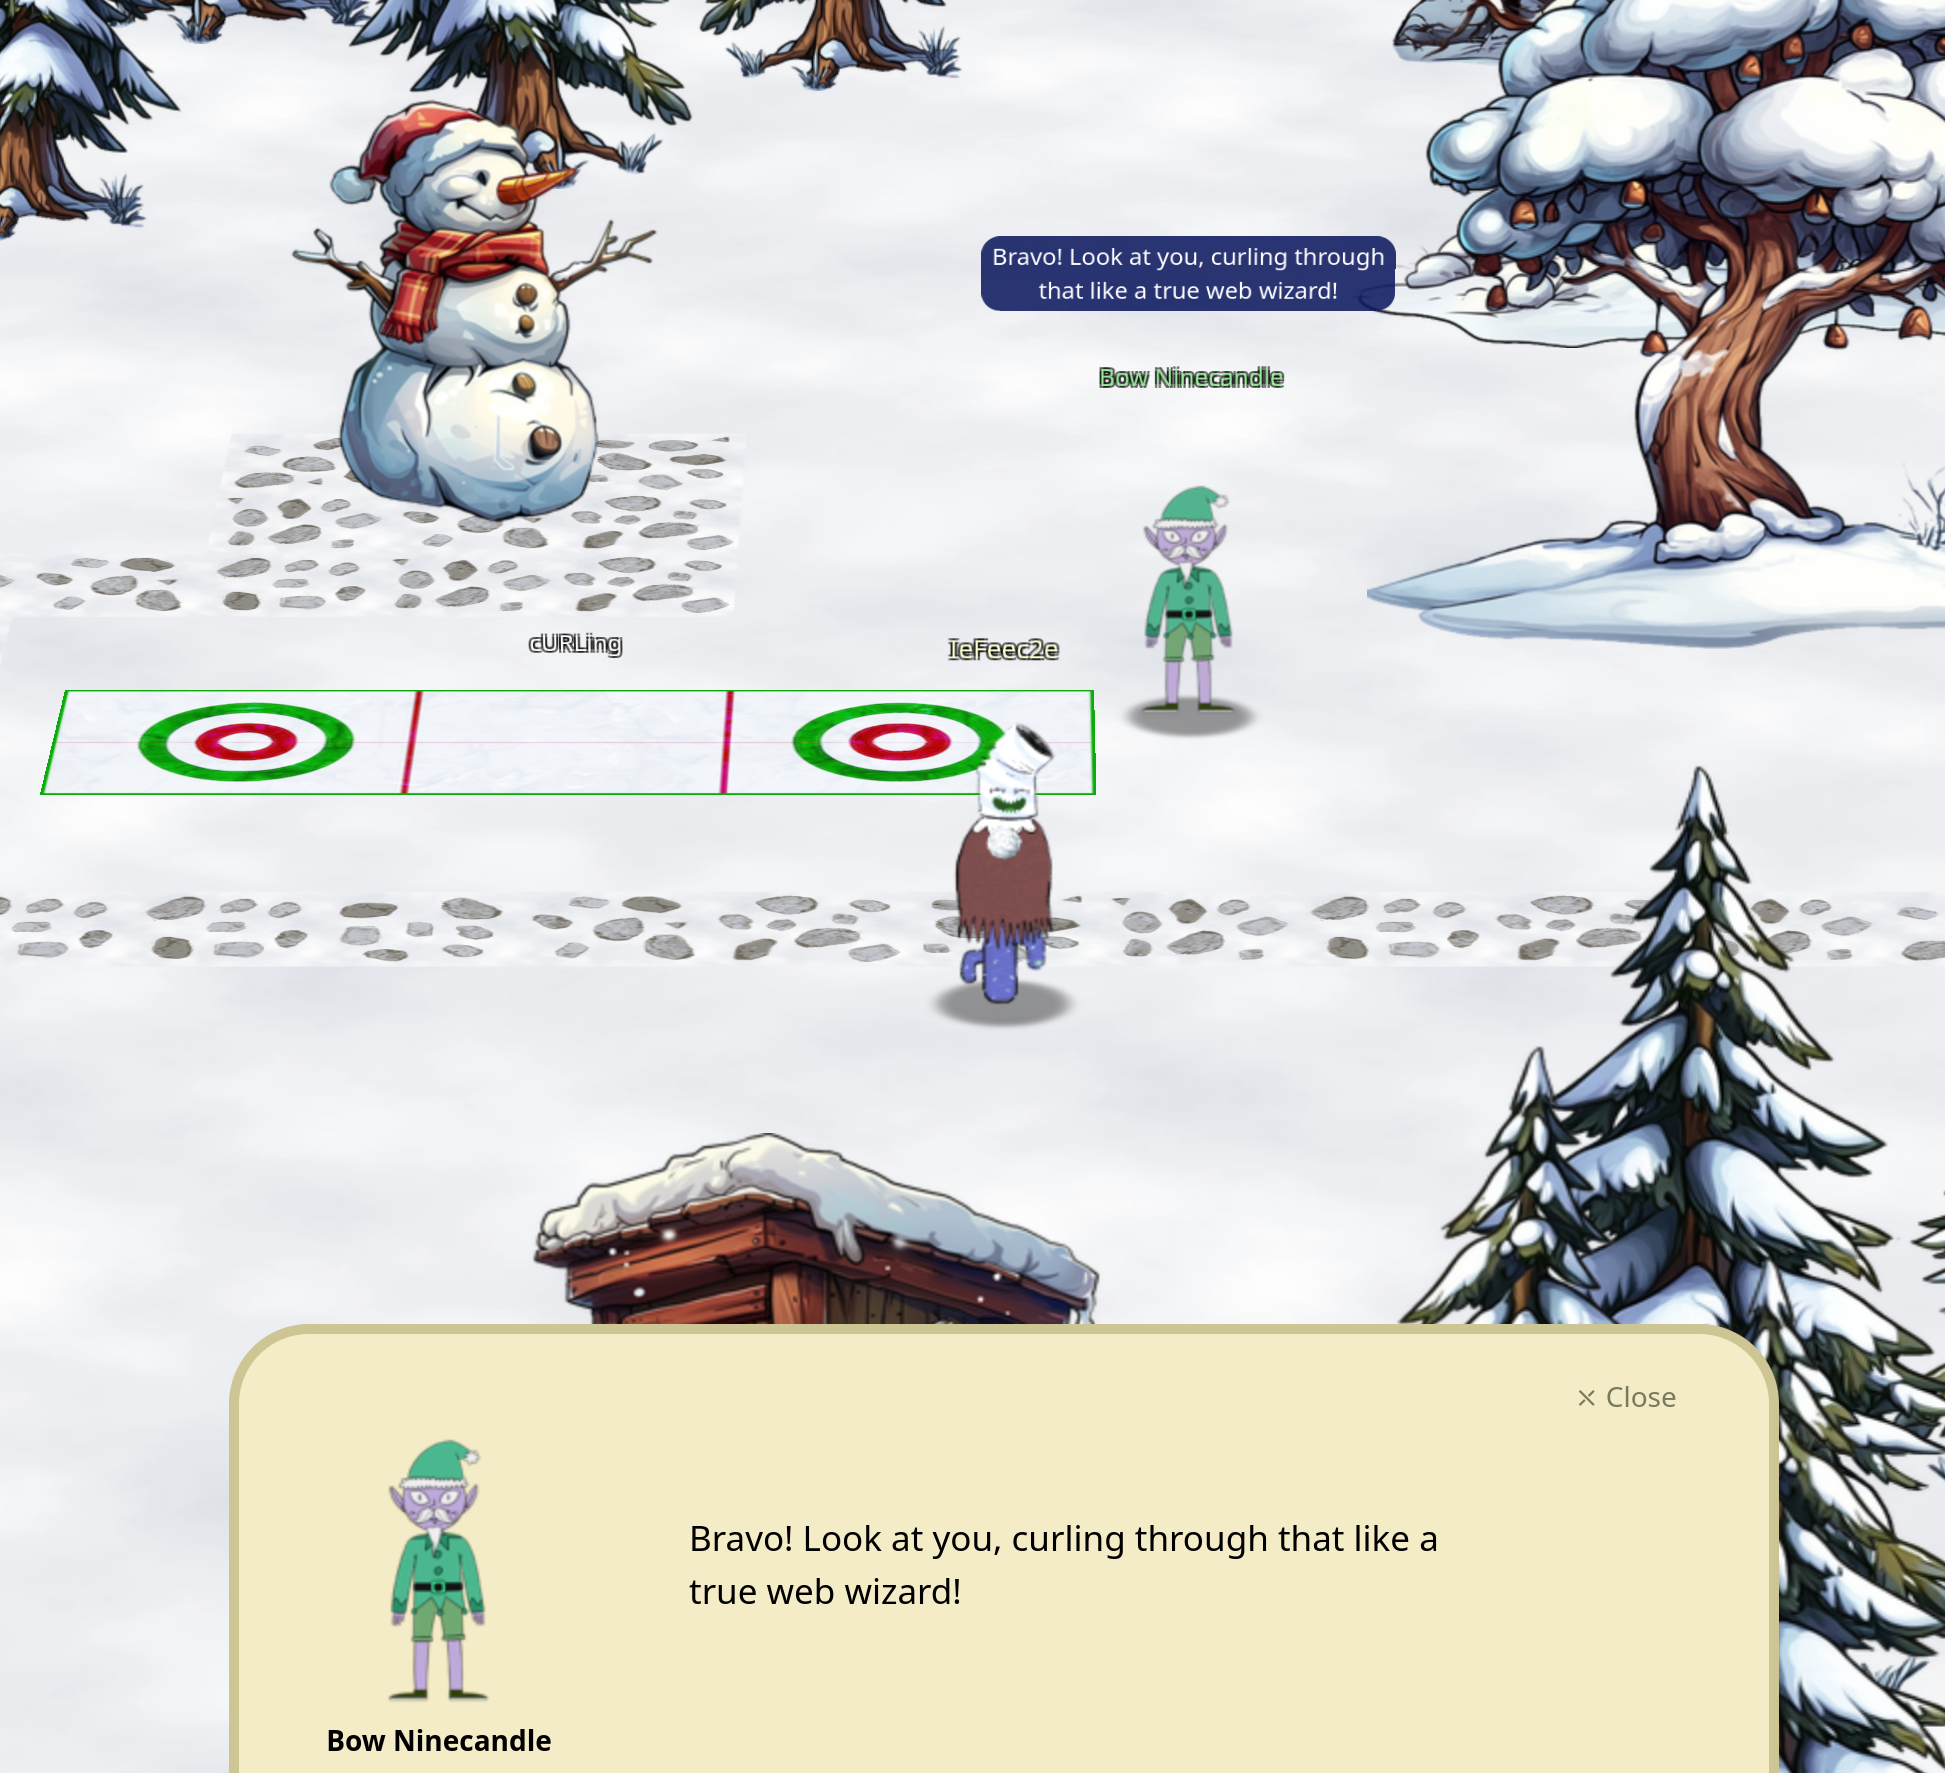 Bravo! Look at you, curling through
that like a true web wizard!
Bow Ninecandle
cURLing
IeFeec2e
× Close
Bravo! Look at you, curling through that like a
true web wizard!
Bow Ninecandle